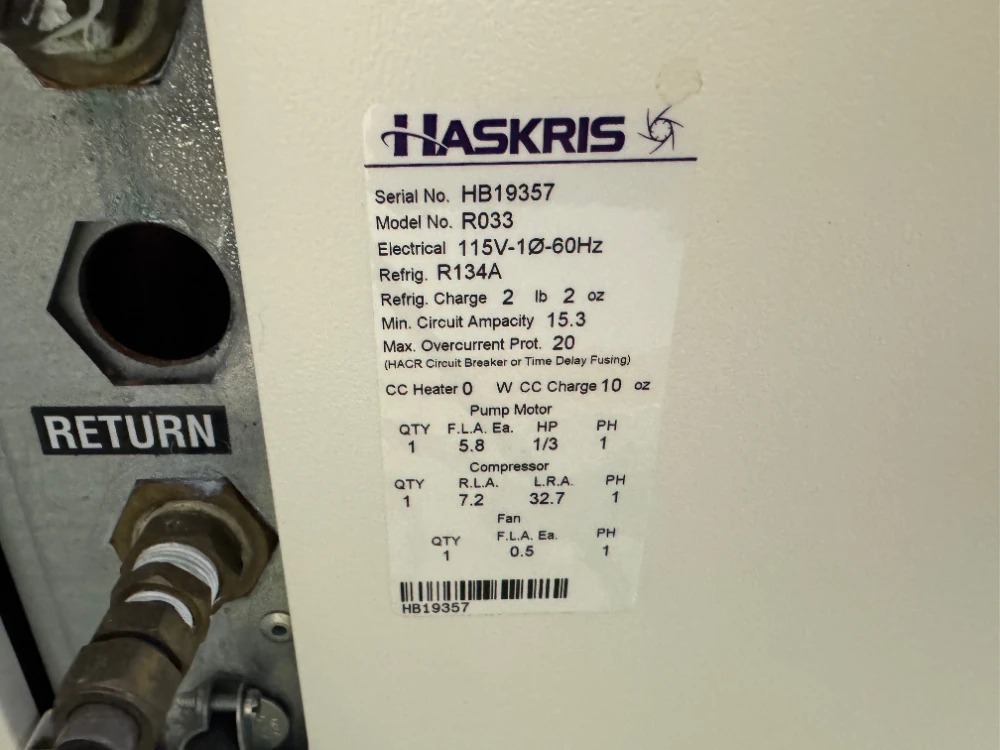 HASKRIS
Serial No. HB19357
Model No. R033
Electrical 115V-1Ø-60Hz
Refrig. R134A
Refrig. Charge 2 lb 2 oz
Min. Circuit Ampacity 15.3
Max. Overcurrent Prot. 20
(HACR Circuit Breaker or Time Delay Fusing)
CC Heater 0 W CC Charge 10 oz
Pump Motor
QTY F.L.A. Ea. HP PH
1 5.8 1/3 1
Compressor
QTY R.L.A. L.R.A. PH
1 7.2 32.7 1
Fan
QTY F.L.A. Ea. PH
1 0.5 1
HB19357
RETURN